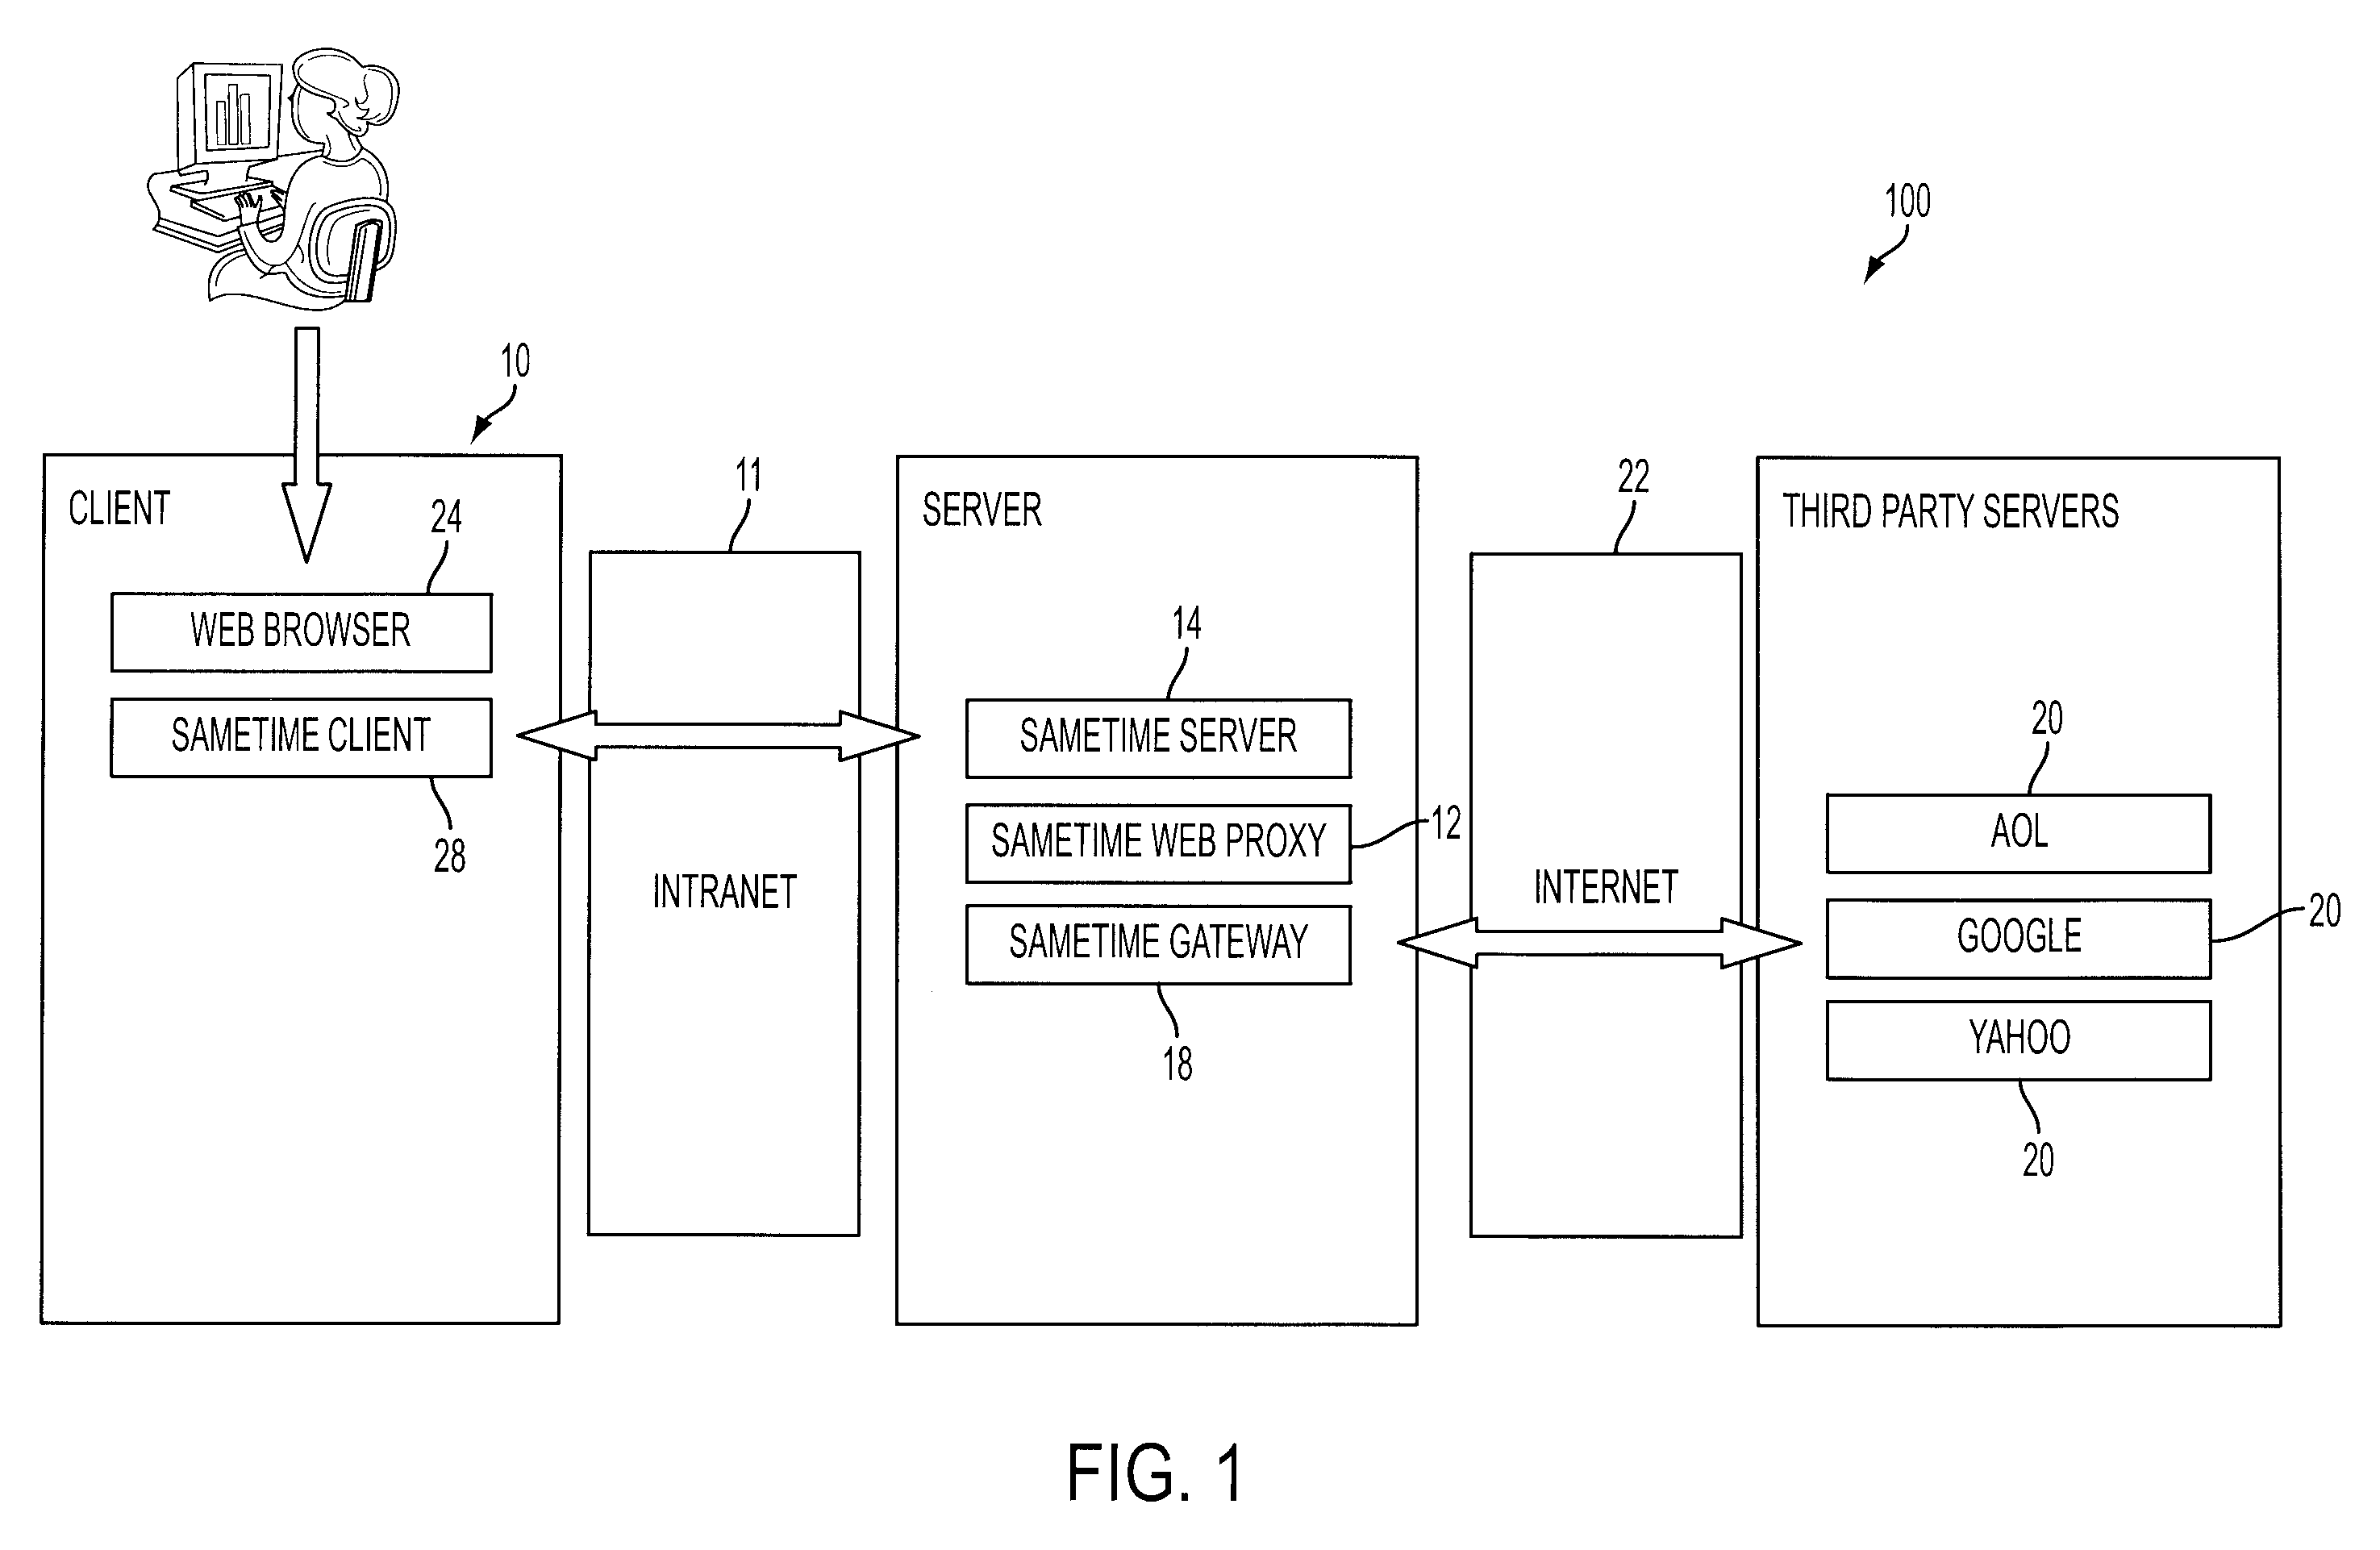 100
10
CLIENT
24
WEB BROWSER
SAMETIME CLIENT
28
11
INTRANET
SERVER
14
SAMETIME SERVER
SAMETIME WEB PROXY
12
SAMETIME GATEWAY
18
22
INTERNET
THIRD PARTY SERVERS
20
AOL
GOOGLE
20
YAHOO
20
FIG. 1